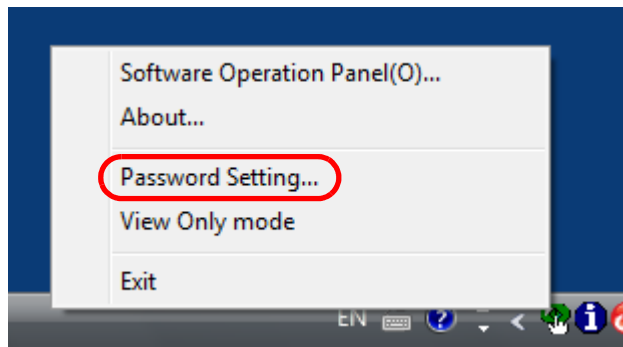 Software Operation Panel(O)...
About...
Password Setting...
View Only mode
Exit
EN ? < i